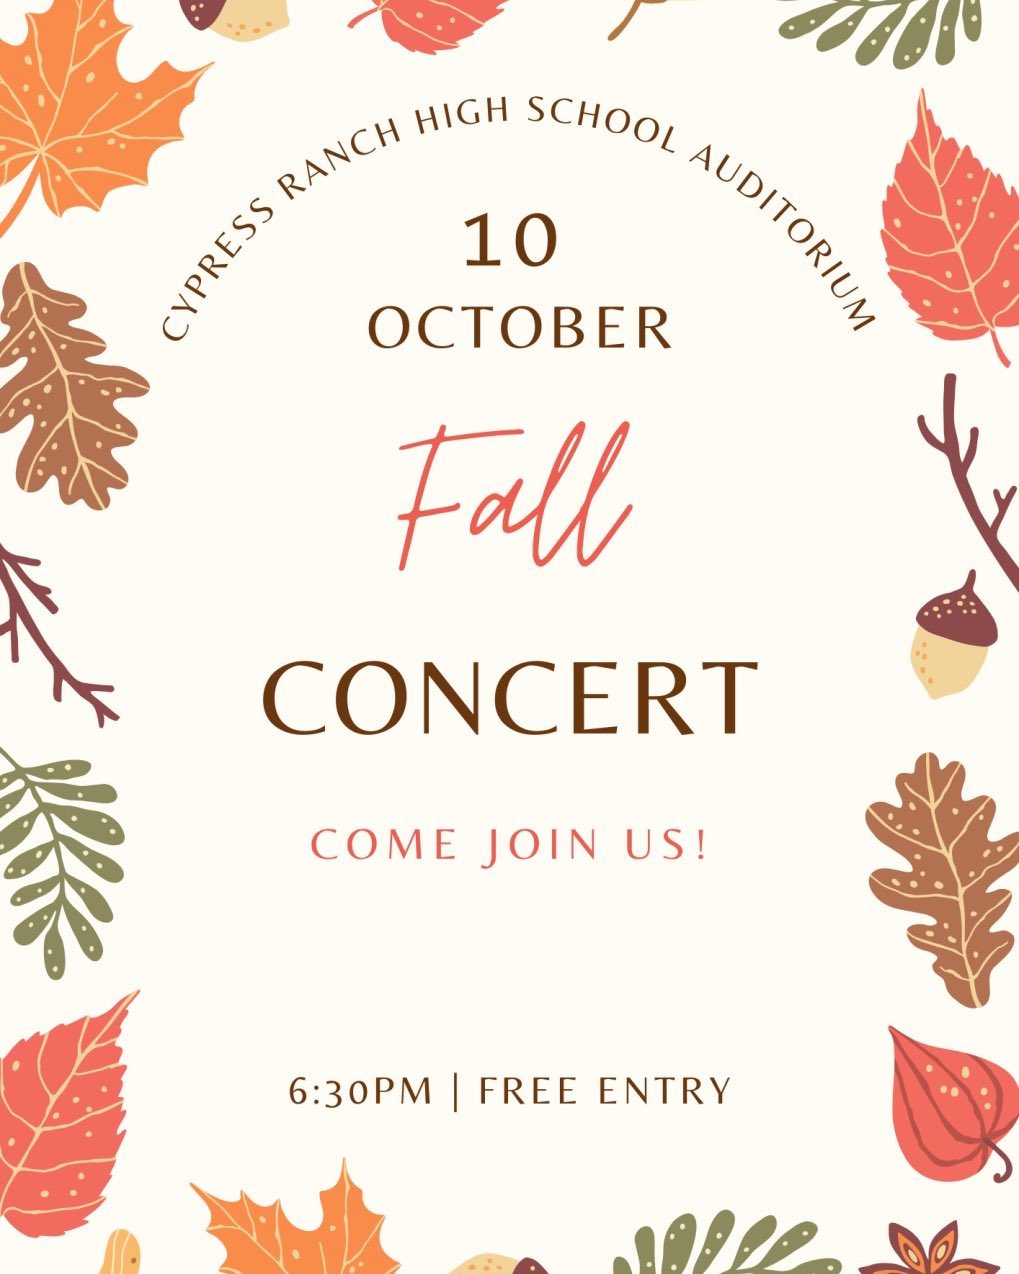 CYPRESS RANCH HIGH SCHOOL AUDITORIUM
10
OCTOBER
Fall
CONCERT
COME JOIN US!
6:30PM | FREE ENTRY